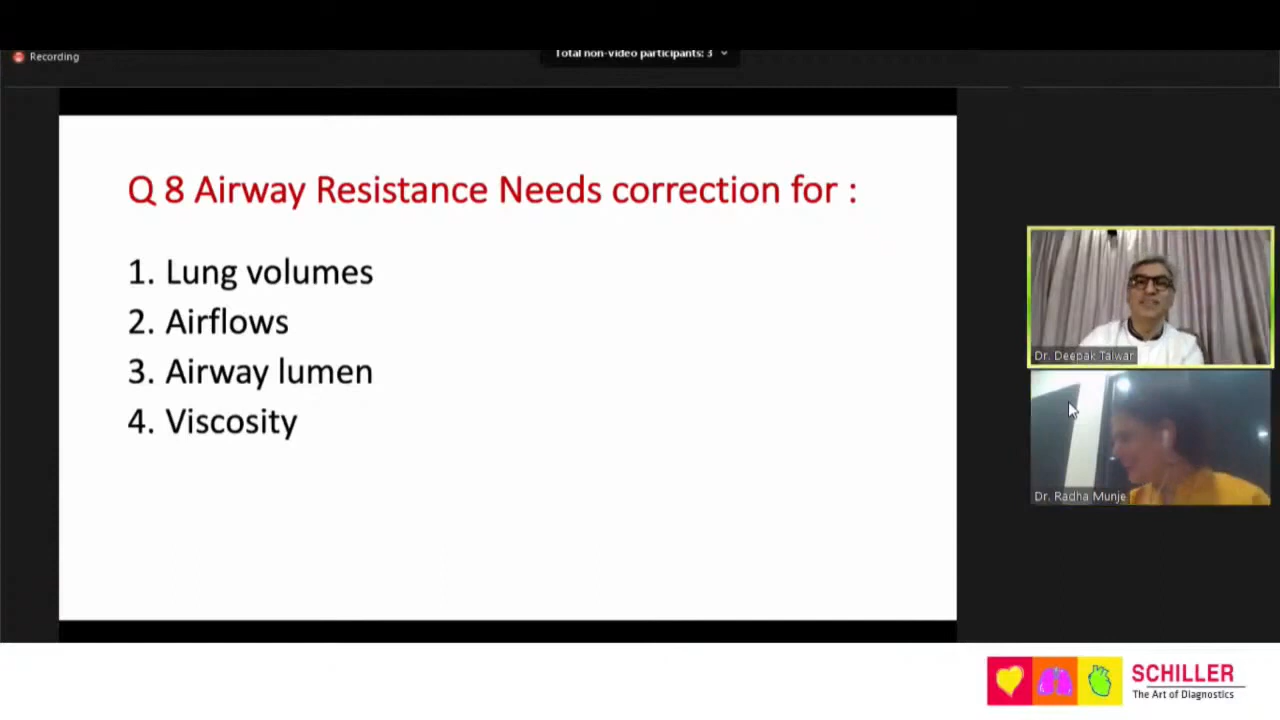 Recording
Total non-video participants: 3
Q 8 Airway Resistance Needs correction for :
1. Lung volumes
2. Airflows
3. Airway lumen
4. Viscosity
Dr. Deepak Talwar
Dr. Radha Munje
SCHILLER
The Art of Diagnostics